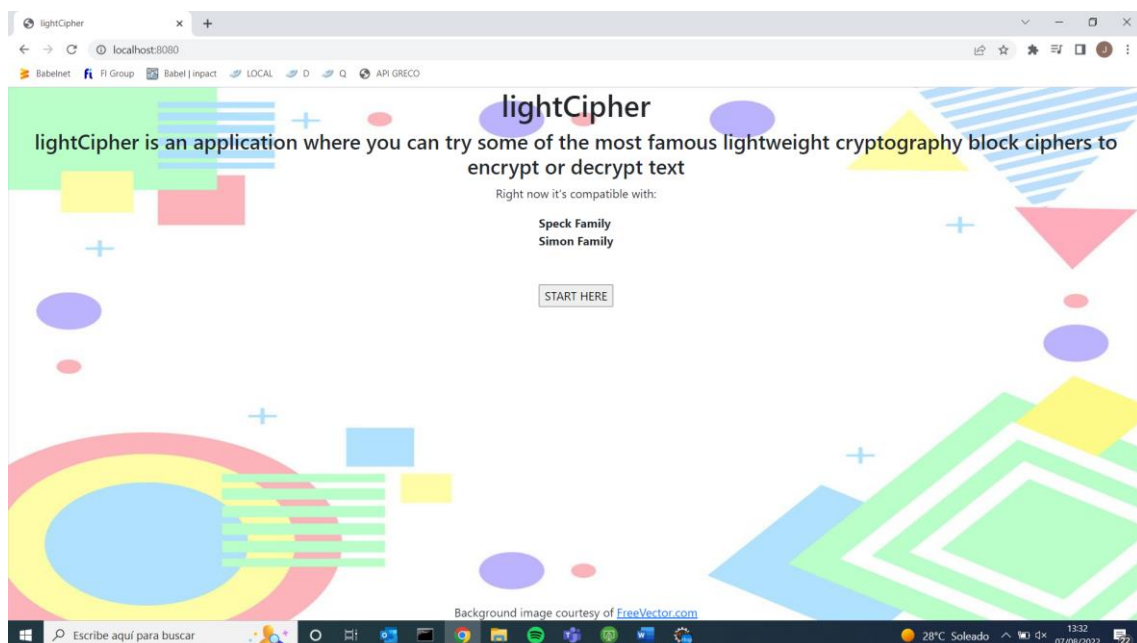 lightCipher
localhost:8080
Babelnet FI Group Babel | inpact LOCAL D Q API GRECO
lightCipher
lightCipher is an application where you can try some of the most famous lightweight cryptography block ciphers to
encrypt or decrypt text
Right now it's compatible with:
Speck Family
Simon Family
START HERE
Background image courtesy of FreeVector.com
Escribe aquí para buscar
28°C Soleado
13:32
07/09/2022